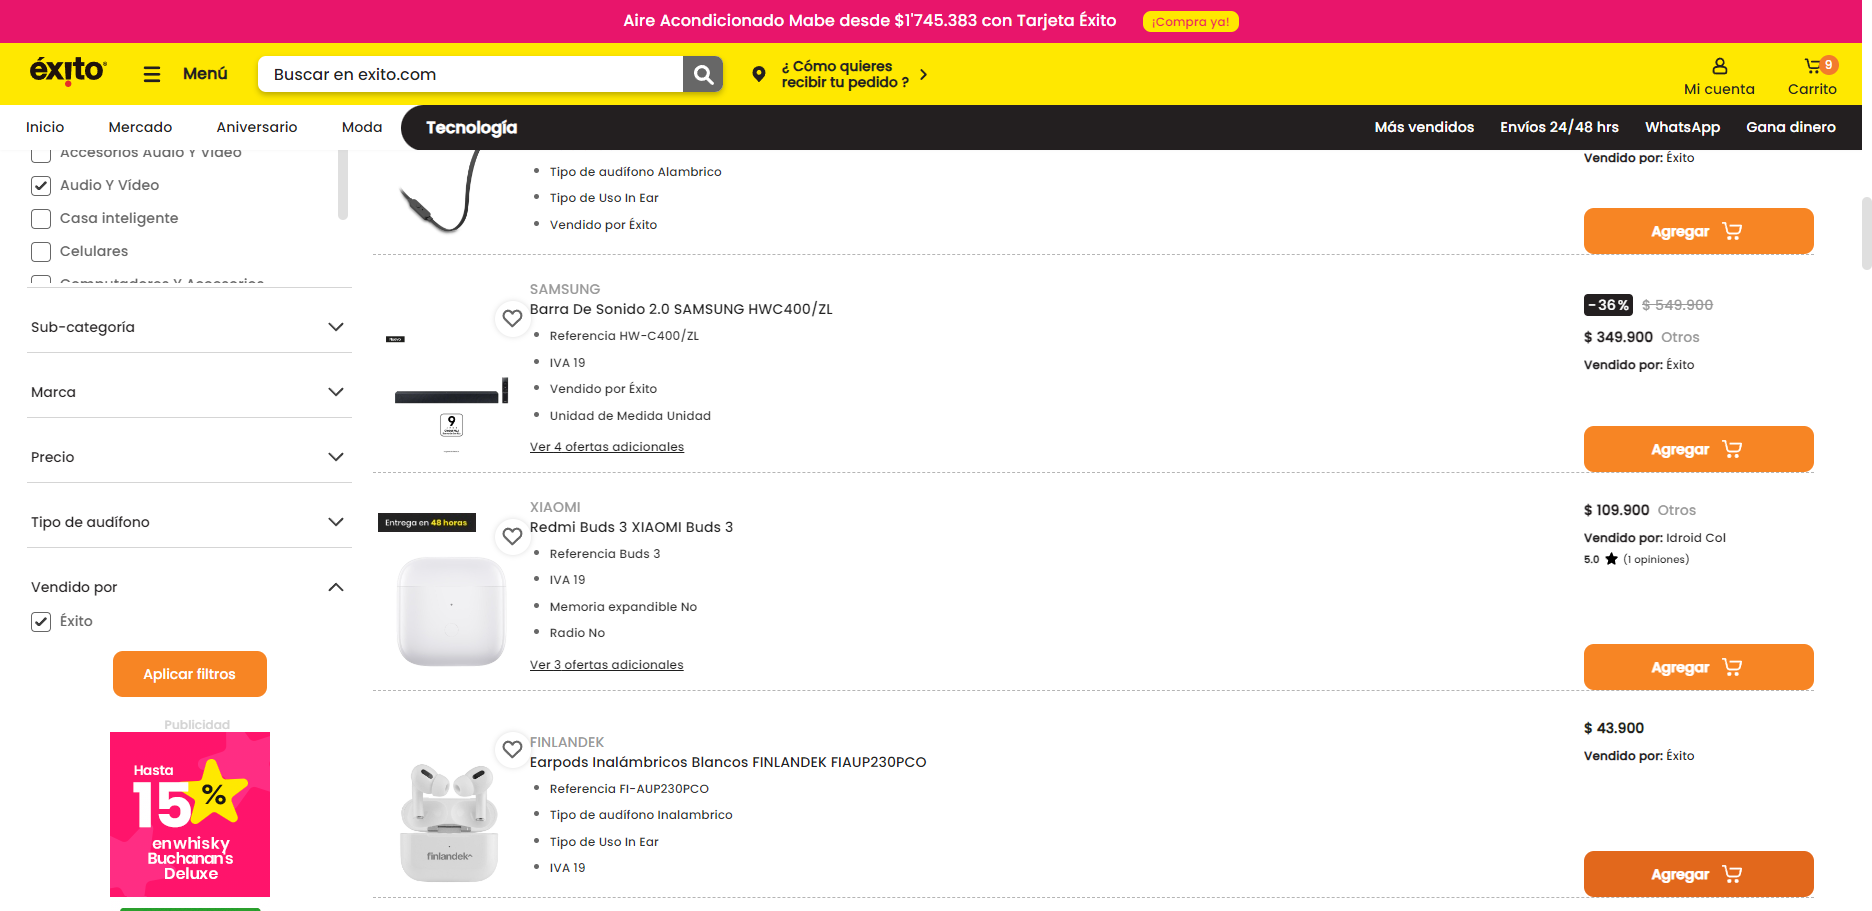 Aire Acondicionado Mabe desde $1'745.383 con Tarjeta Éxito
¡Compra ya!
éxito
Menú
Buscar en exito.com
¿ Cómo quieres
recibir tu pedido ?
Mi cuenta
9
Carrito
Inicio
Mercado
Aniversario
Moda
Tecnología
Más vendidos
Envíos 24/48 hrs
WhatsApp
Gana dinero
Accesorios Audio Y Video
Audio Y Vídeo
Casa inteligente
Celulares
Computadores Y Accesorios
Sub-categoría
Marca
Precio
Tipo de audífono
Vendido por
Éxito
Aplicar filtros
Publicidad
Hasta
15%
en whisky
Buchanan's
Deluxe
Tipo de audífono Alambrico
Tipo de Uso In Ear
Vendido por Éxito
Vendido por: Éxito
Agregar
SAMSUNG
Barra De Sonido 2.0 SAMSUNG HWC400/ZL
Referencia HW-C400/ZL
IVA 19
Vendido por Éxito
Unidad de Medida Unidad
Ver 4 ofertas adicionales
Nuevo
9
-36% $ 549.900
$ 349.900 Otros
Vendido por: Éxito
Agregar
XIAOMI
Entrega en 48 horas
Redmi Buds 3 XIAOMI Buds 3
Referencia Buds 3
IVA 19
Memoria expandible No
Radio No
Ver 3 ofertas adicionales
$ 109.900 Otros
Vendido por: Idroid Col
5.0 (1 opiniones)
Agregar
FINLANDEK
Earpods Inalámbricos Blancos FINLANDEK FIAUP230PCO
Referencia FI-AUP230PCO
Tipo de audífono Inalambrico
Tipo de Uso In Ear
IVA 19
finlandek
$ 43.900
Vendido por: Éxito
Agregar